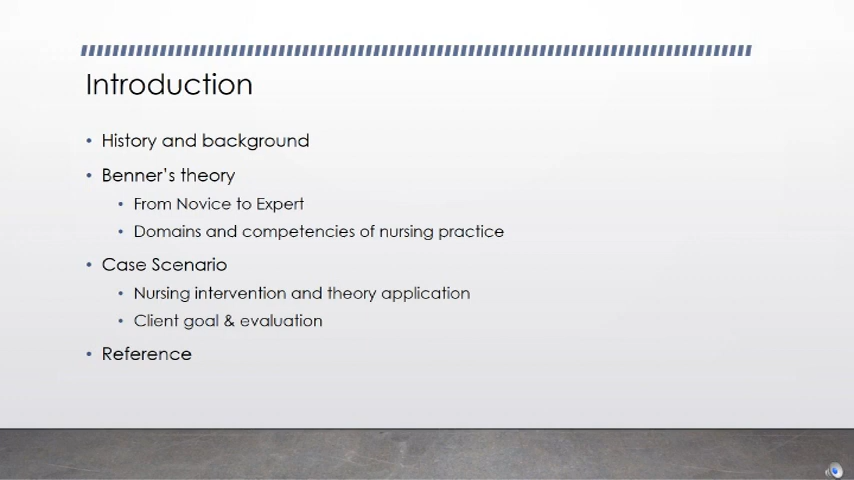 Introduction
• History and background
• Benner's theory
• From Novice to Expert
• Domains and competencies of nursing practice
• Case Scenario
• Nursing intervention and theory application
• Client goal & evaluation
• Reference